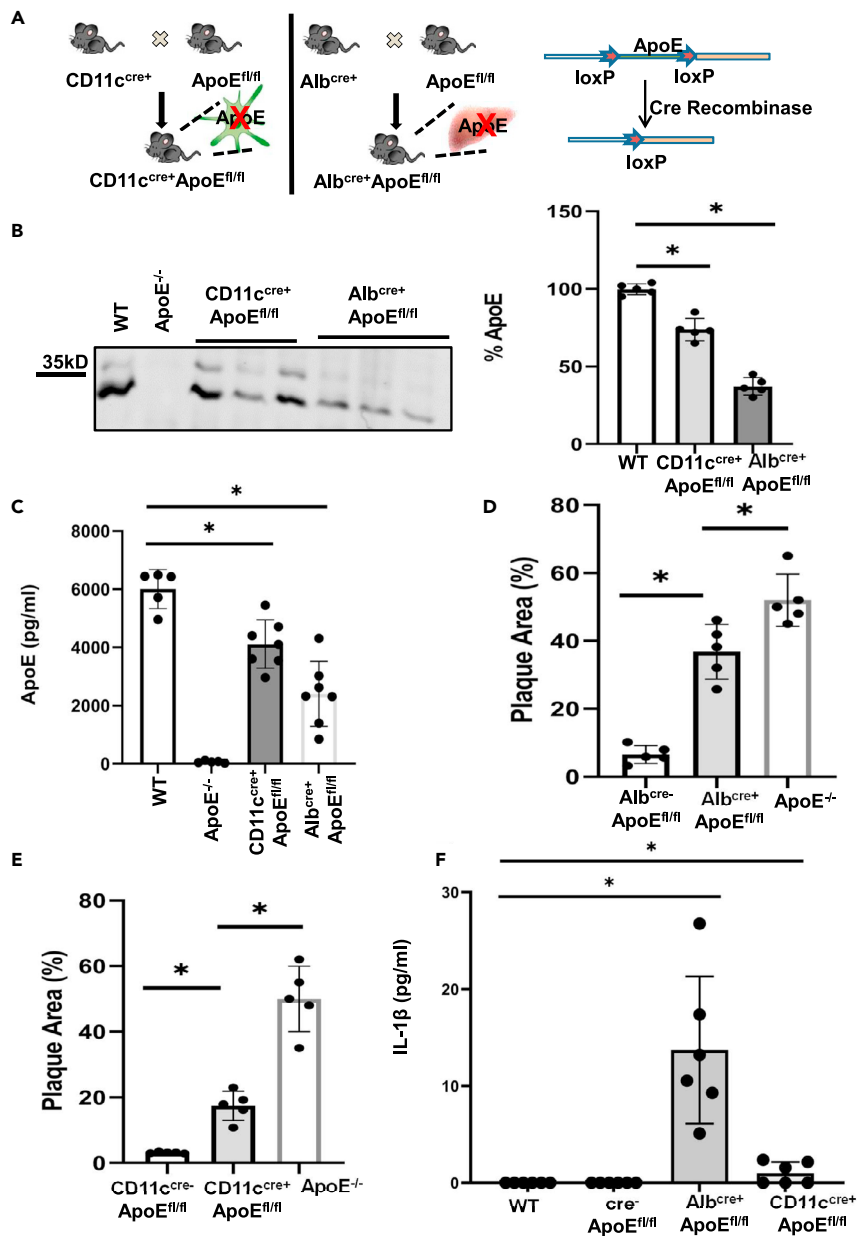 A
CD11c^cre+ ApoE^fl/fl
Alb^cre+ ApoE^fl/fl
ApoE
ApoE
CD11c^cre+ApoE^fl/fl
Alb^cre+ApoE^fl/fl
ApoE
loxP loxP
Cre Recombinase
loxP
B
WT
ApoE^-/-
CD11c^cre+
ApoE^fl/fl
Alb^cre+
ApoE^fl/fl
35kD
% ApoE
150
100
50
0
*
*
WT CD11c^cre+ Alb^cre+
ApoE^fl/fl ApoE^fl/fl
C
ApoE (pg/ml)
8000
6000
4000
2000
0
*
*
WT
ApoE^-/-
CD11c^cre+
ApoE^fl/fl
Alb^cre+
ApoE^fl/fl
D
Plaque Area (%)
80
60
40
20
0
*
*
Alb^cre- Alb^cre+ ApoE^-/-
ApoE^fl/fl ApoE^fl/fl
E
Plaque Area (%)
80
60
40
20
0
*
*
CD11c^cre- CD11c^cre+ ApoE^-/-
ApoE^fl/fl ApoE^fl/fl
F
IL-1β (pg/ml)
30
20
10
0
*
*
WT cre^- Alb^cre+ CD11c^cre+
ApoE^fl/fl ApoE^fl/fl ApoE^fl/fl